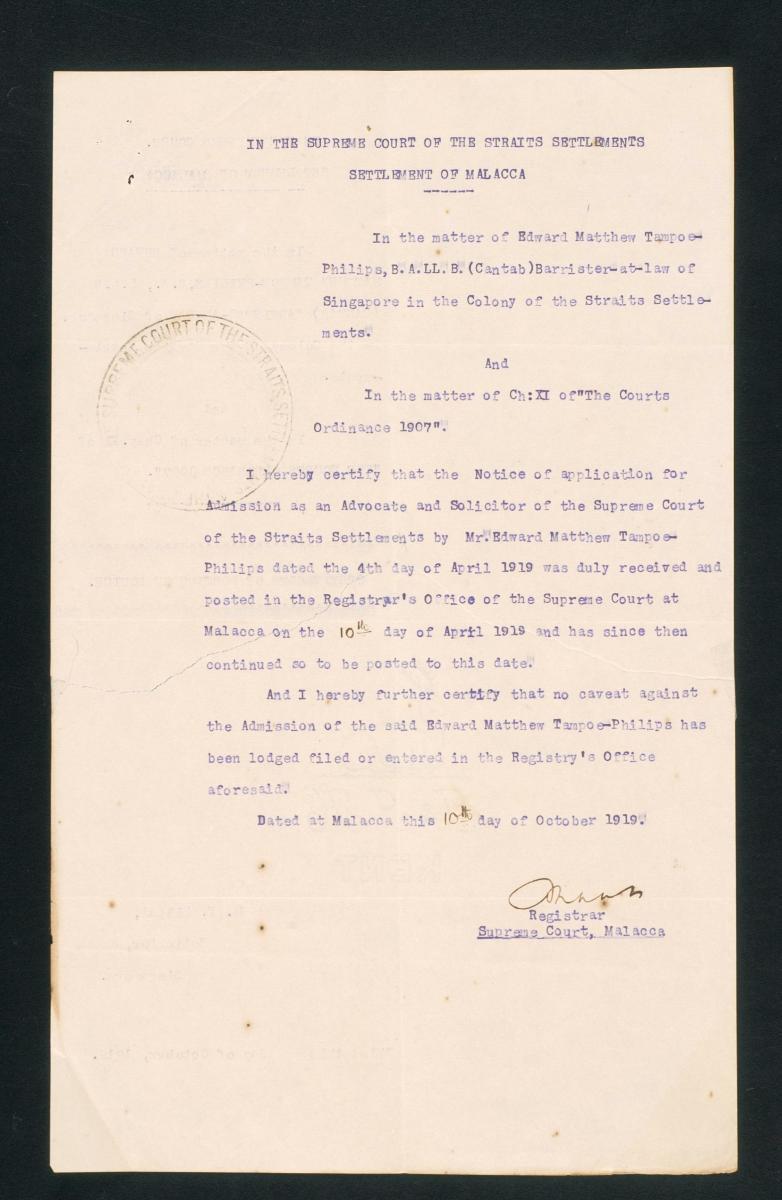 IN THE SUPREME COURT OF THE STRAITS SETTLEMENTS
SETTLEMENT OF MALACCA
In the matter of Edward Matthew Tampoe-
Philips, B.A.LL.B.(Cantab)Barrister-at-law of
Singapore in the Colony of the Straits Settle-
ments.
And
In the matter of Ch:XI of"The Courts
Ordinance 1907".
SUPREME COURT OF THE STRAITS SETTL
I hereby certify that the Notice of application for
Admission as an Advocate and Solicitor of the Supreme Court
of the Straits Settlements by Mr.Edward Matthew Tampoe-
Philips dated the 4th day of April 1919 was duly received and
posted in the Registrar's Office of the Supreme Court at
Malacca on the 10th day of April 1919 and has since then
continued so to be posted to this date.
And I hereby further certify that no caveat against
the Admission of the said Edward Matthew Tampoe-Philips has
been lodged filed or entered in the Registry's Office
aforesaid.
Dated at Malacca this 10th day of October 1919.
Registrar
Supreme Court, Malacca